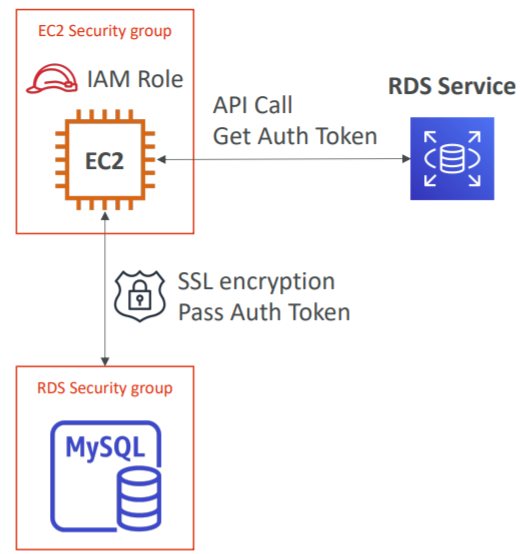 EC2 Security group
IAM Role
EC2
API Call
Get Auth Token
RDS Service
SSL encryption
Pass Auth Token
RDS Security group
MySQL